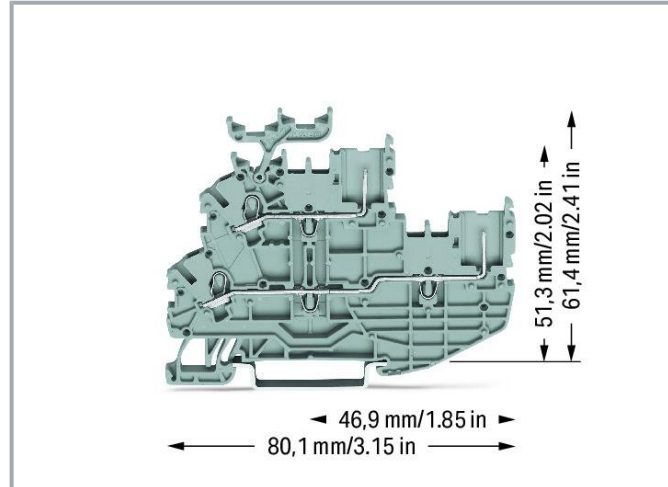 51,3 mm/2.02 in
61,4 mm/2.41 in
46,9 mm/1.85 in
80,1 mm/3.15 in